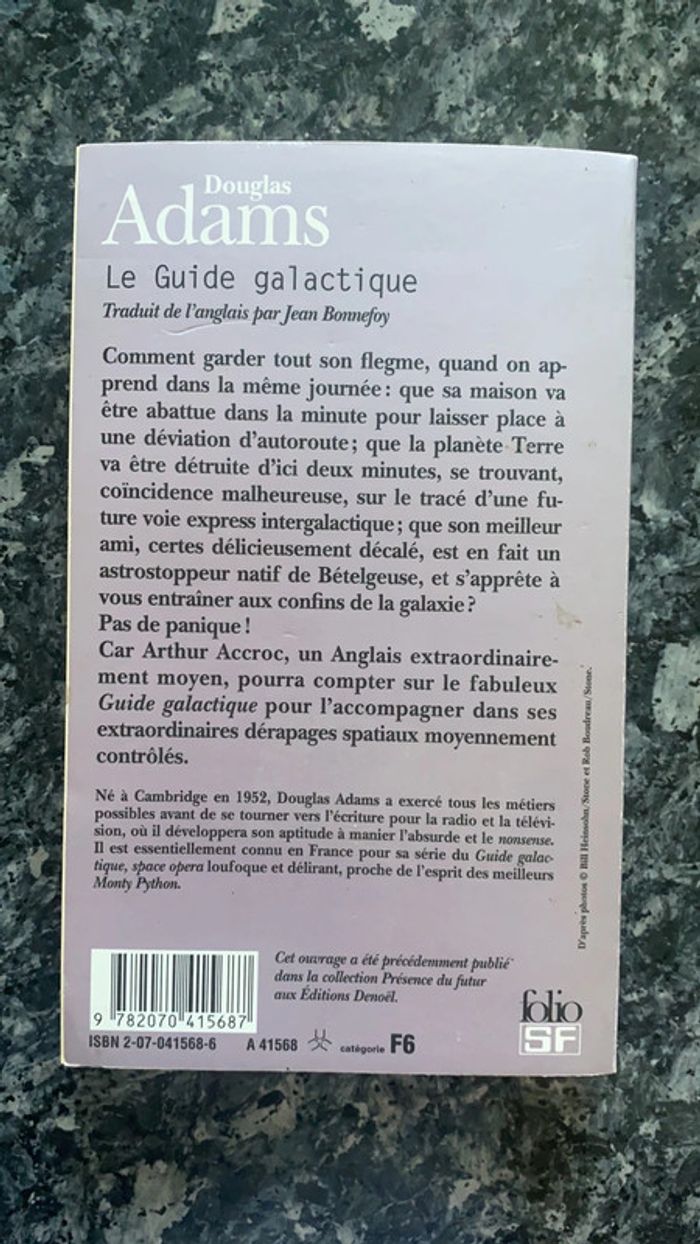 Douglas
Adams
Le Guide galactique
Traduit de l'anglais par Jean Bonnefoy
Comment garder tout son flegme, quand on ap-
prend dans la même journée : que sa maison va
être abattue dans la minute pour laisser place à
une déviation d'autoroute ; que la planète Terre
va être détruite d'ici deux minutes, se trouvant,
coïncidence malheureuse, sur le tracé d'une fu-
ture voie express intergalactique ; que son meilleur
ami, certes délicieusement décalé, est en fait un
astrostoppeur natif de Bételgeuse, et s'apprête à
vous entraîner aux confins de la galaxie ?
Pas de panique !
Car Arthur Accroc, un Anglais extraordinaire-
ment moyen, pourra compter sur le fabuleux
Guide galactique pour l'accompagner dans ses
extraordinaires dérapages spatiaux moyennement
contrôlés.
Né à Cambridge en 1952, Douglas Adams a exercé tous les métiers
possibles avant de se tourner vers l'écriture pour la radio et la télévi-
sion, où il développera son aptitude à manier l'absurde et le nonsense.
Il est essentiellement connu en France pour sa série du Guide galac-
tique, space opera loufoque et délirant, proche de l'esprit des meilleurs
Monty Python.
D'après photos © Bill Heinsohn/Stone et Rob Boudreau/Stone.
Cet ouvrage a été précédemment publié
dans la collection Présence du futur
aux Éditions Denoël.
9 782070 415687
ISBN 2-07-041568-6 A 41568 catégorie F6
folio
SF